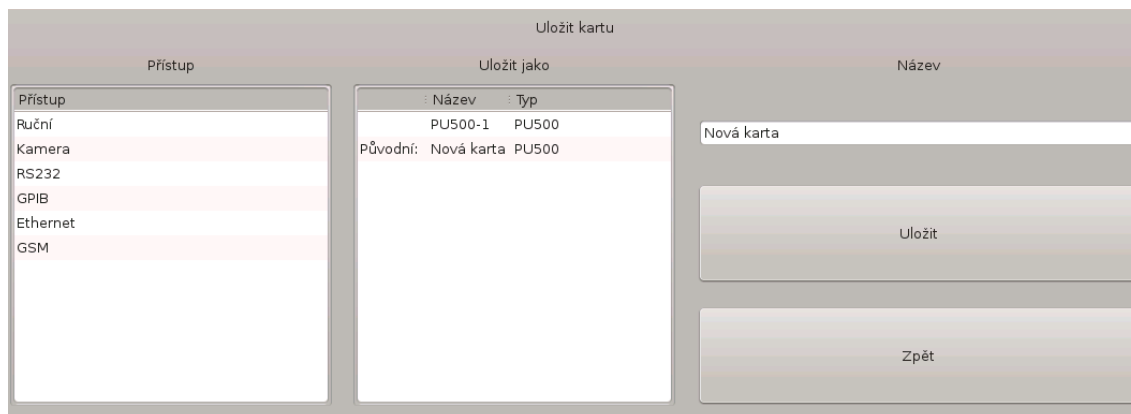 Uložit kartu
Přístup
Uložit jako
Název
Přístup
Ruční
Kamera
RS232
GPIB
Ethernet
GSM
Název Typ
PU500-1 PU500
Původní: Nová karta PU500
Nová karta
Uložit
Zpět